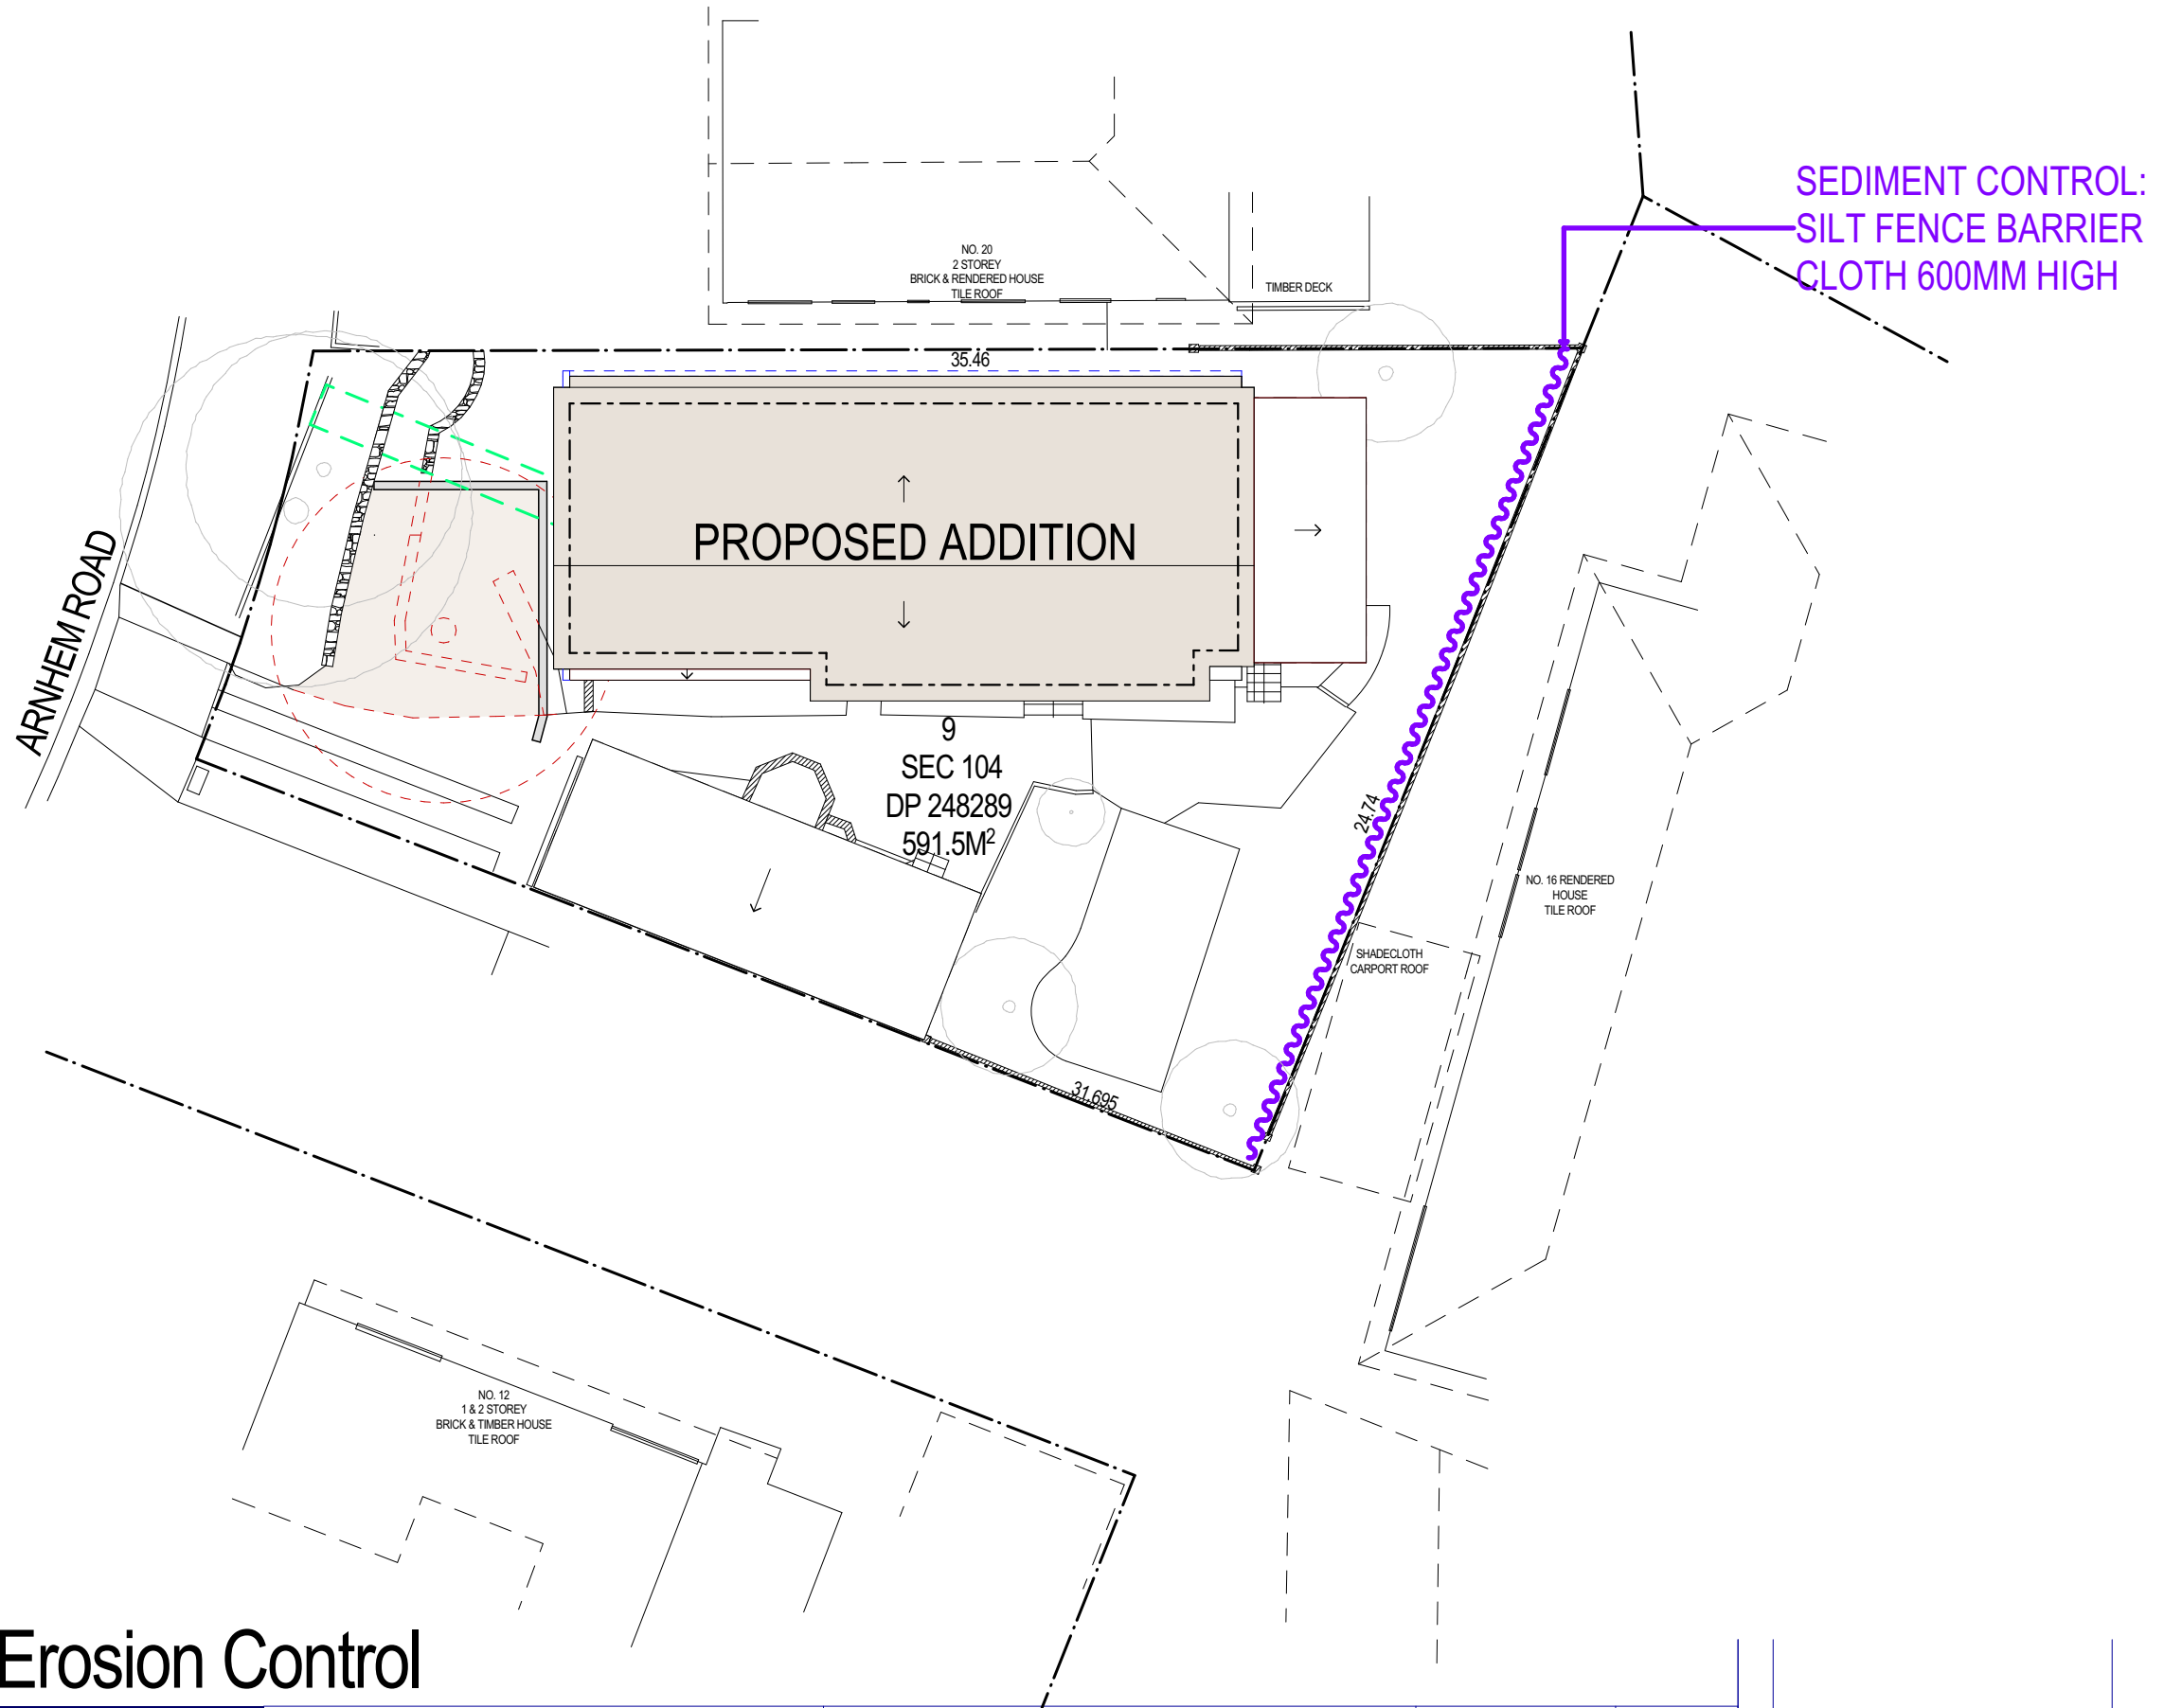 SEDIMENT CONTROL:
SILT FENCE BARRIER
CLOTH 600MM HIGH
NO. 20
2 STOREY
BRICK & RENDERED HOUSE
TILE ROOF
TIMBER DECK
35.46
PROPOSED ADDITION
ARNHEM ROAD
9
SEC 104
DP 248289
591.5M²
24.74
NO. 16 RENDERED
HOUSE
TILE ROOF
SHADECLOTH
CARPORT ROOF
31.695
NO. 12
1 & 2 STOREY
BRICK & TIMBER HOUSE
TILE ROOF
Erosion Control